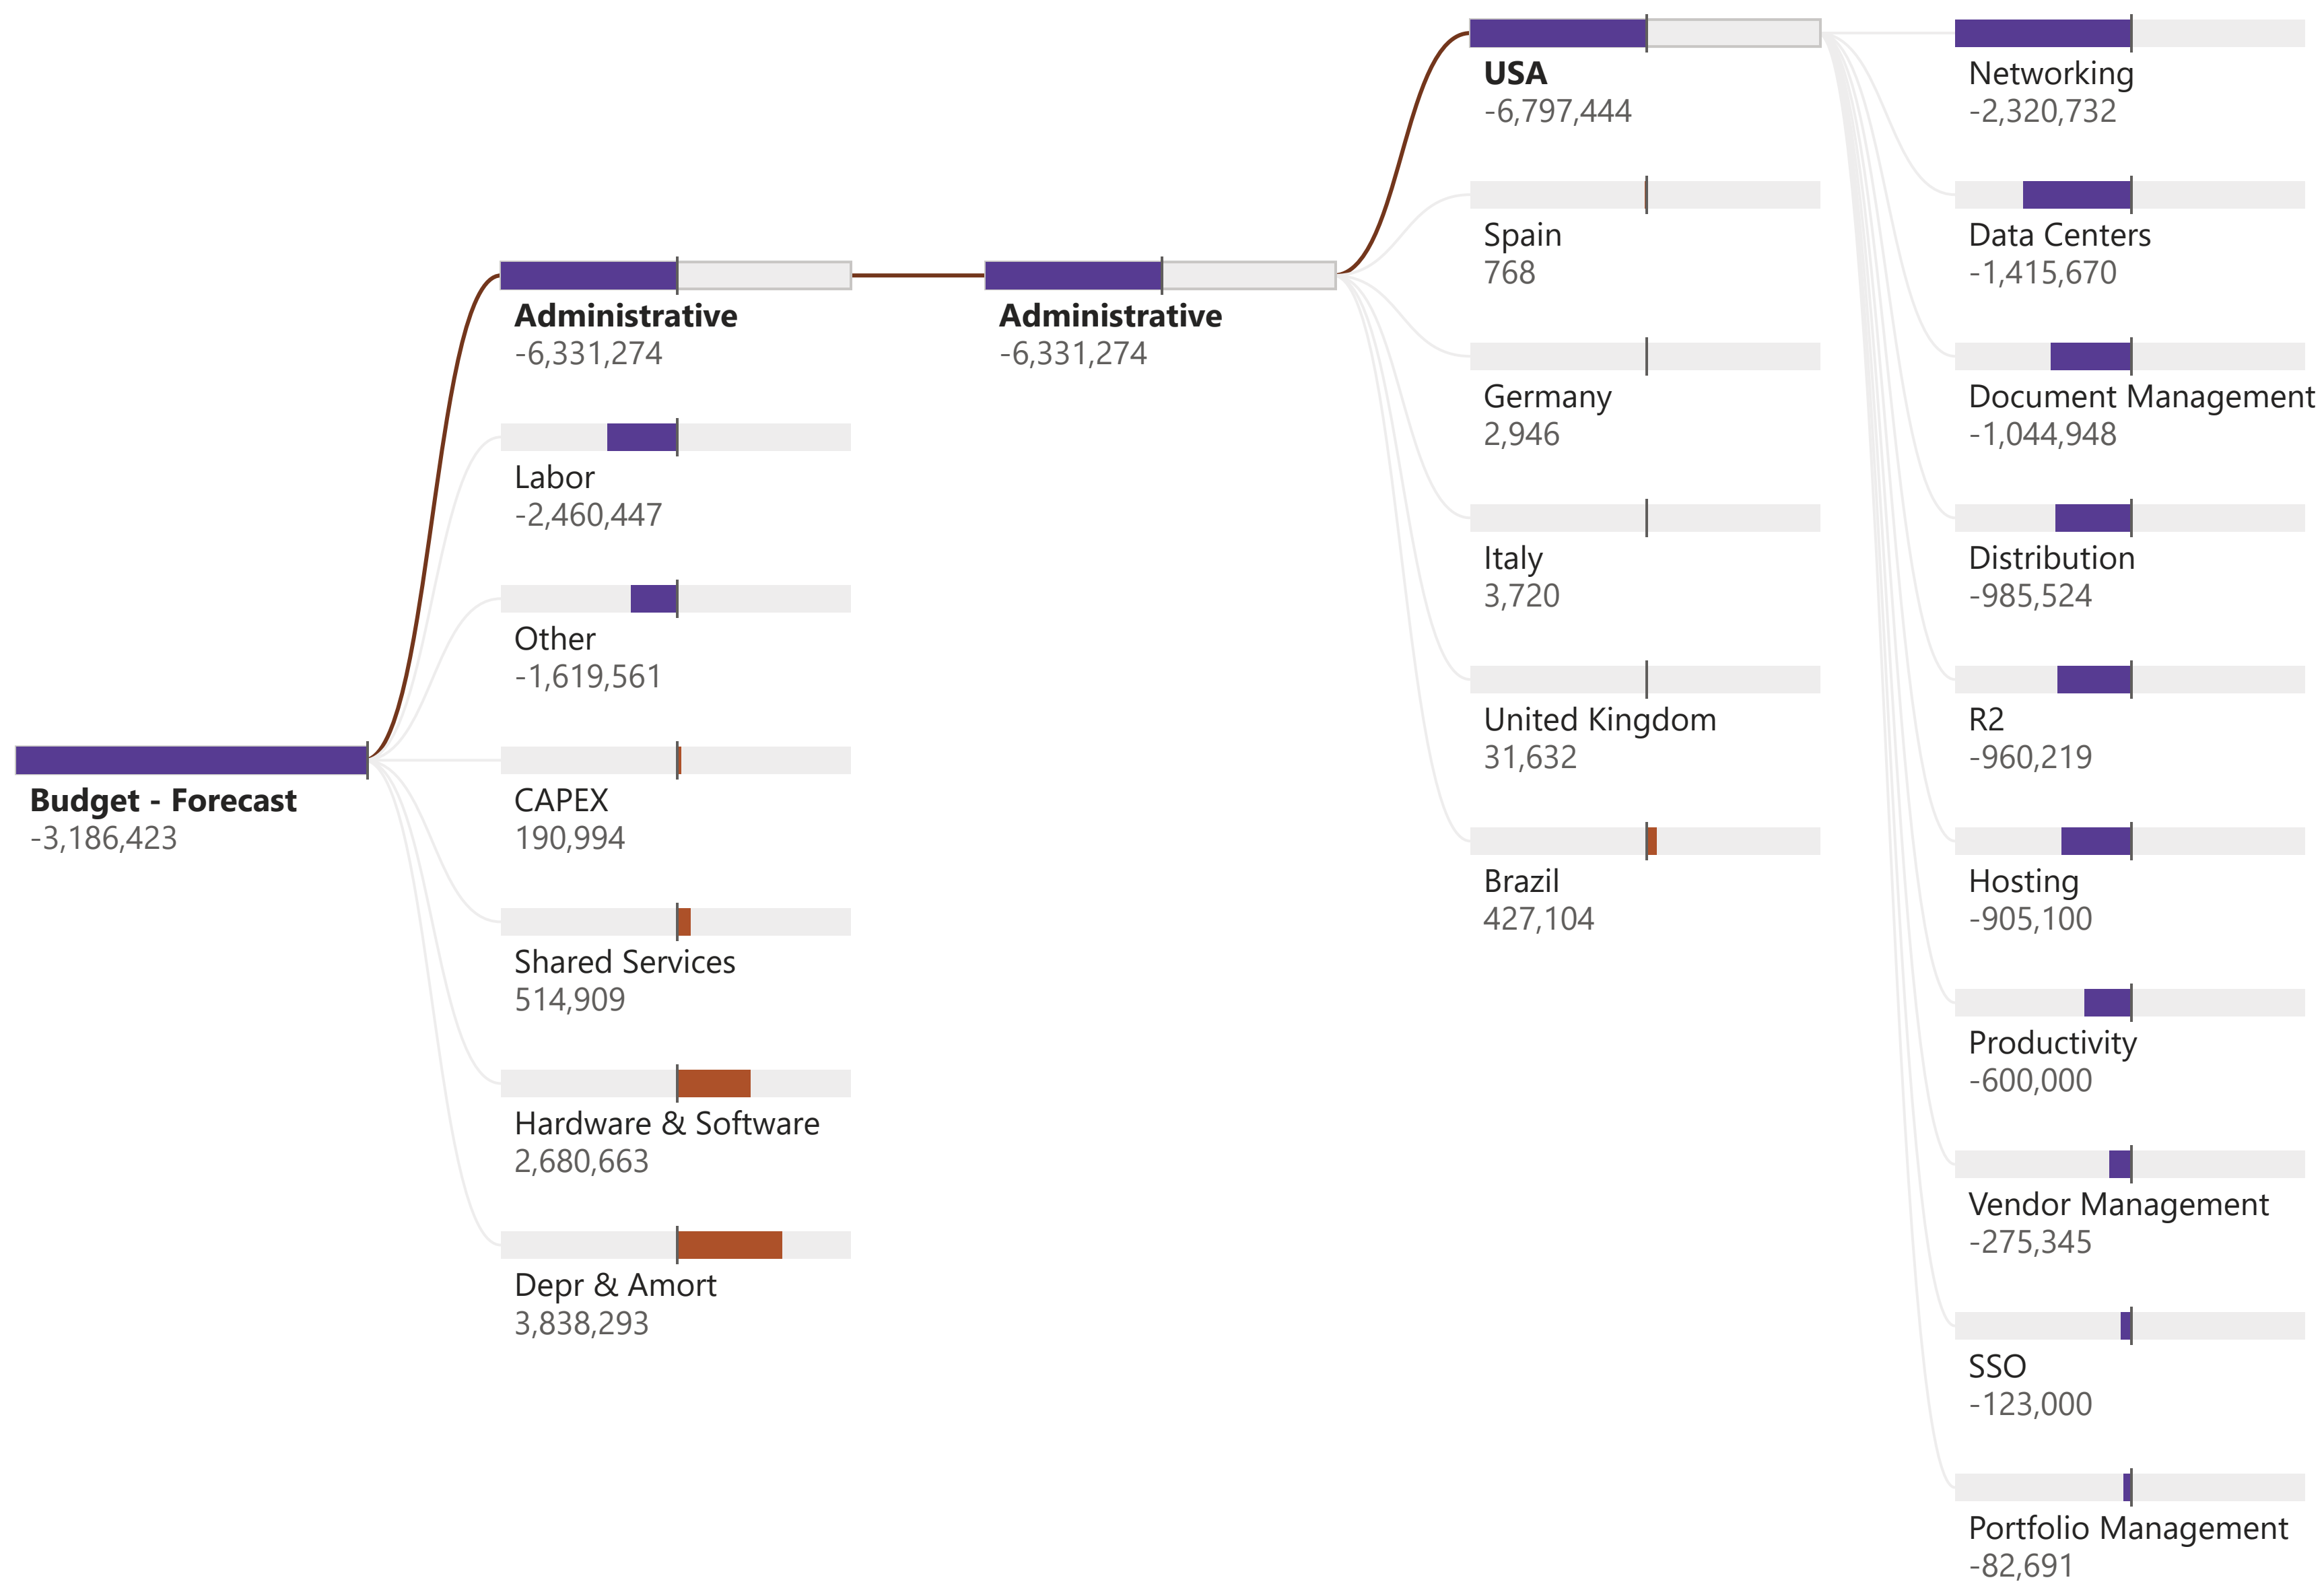 Budget - Forecast
-3,186,423
Administrative
-6,331,274
Labor
-2,460,447
Other
-1,619,561
CAPEX
190,994
Shared Services
514,909
Hardware & Software
2,680,663
Depr & Amort
3,838,293
Administrative
-6,331,274
USA
-6,797,444
Spain
768
Germany
2,946
Italy
3,720
United Kingdom
31,632
Brazil
427,104
Networking
-2,320,732
Data Centers
-1,415,670
Document Management
-1,044,948
Distribution
-985,524
R2
-960,219
Hosting
-905,100
Productivity
-600,000
Vendor Management
-275,345
SSO
-123,000
Portfolio Management
-82,691